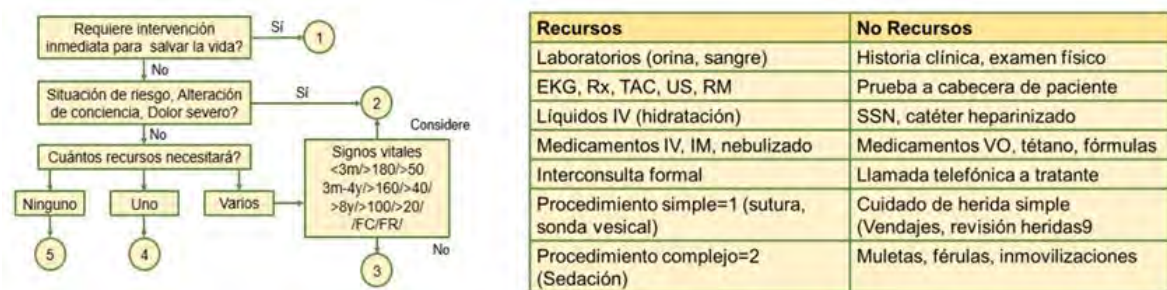 Requiere intervención
inmediata para salvar la vida?
Sí
1
No
Situación de riesgo, Alteración
de conciencia, Dolor severo?
Sí
2
No
Considere
Cuántos recursos necesitará?
Ninguno
Uno
Varios
Signos vitales
<3m/>180/>50
3m-4y/>160/>40/
>8y/>100/>20/
/FC/FR/
No
5
4
3
Recursos
No Recursos
Laboratorios (orina, sangre)
Historia clínica, examen físico
EKG, Rx, TAC, US, RM
Prueba a cabecera de paciente
Líquidos IV (hidratación)
SSN, catéter heparinizado
Medicamentos IV, IM, nebulizado
Medicamentos VO, tétano, fórmulas
Interconsulta formal
Llamada telefónica a tratante
Procedimiento simple=1 (sutura,
sonda vesical)
Cuidado de herida simple
(Vendajes, revisión heridas9
Procedimiento complejo=2
(Sedación)
Muletas, férulas, inmovilizaciones